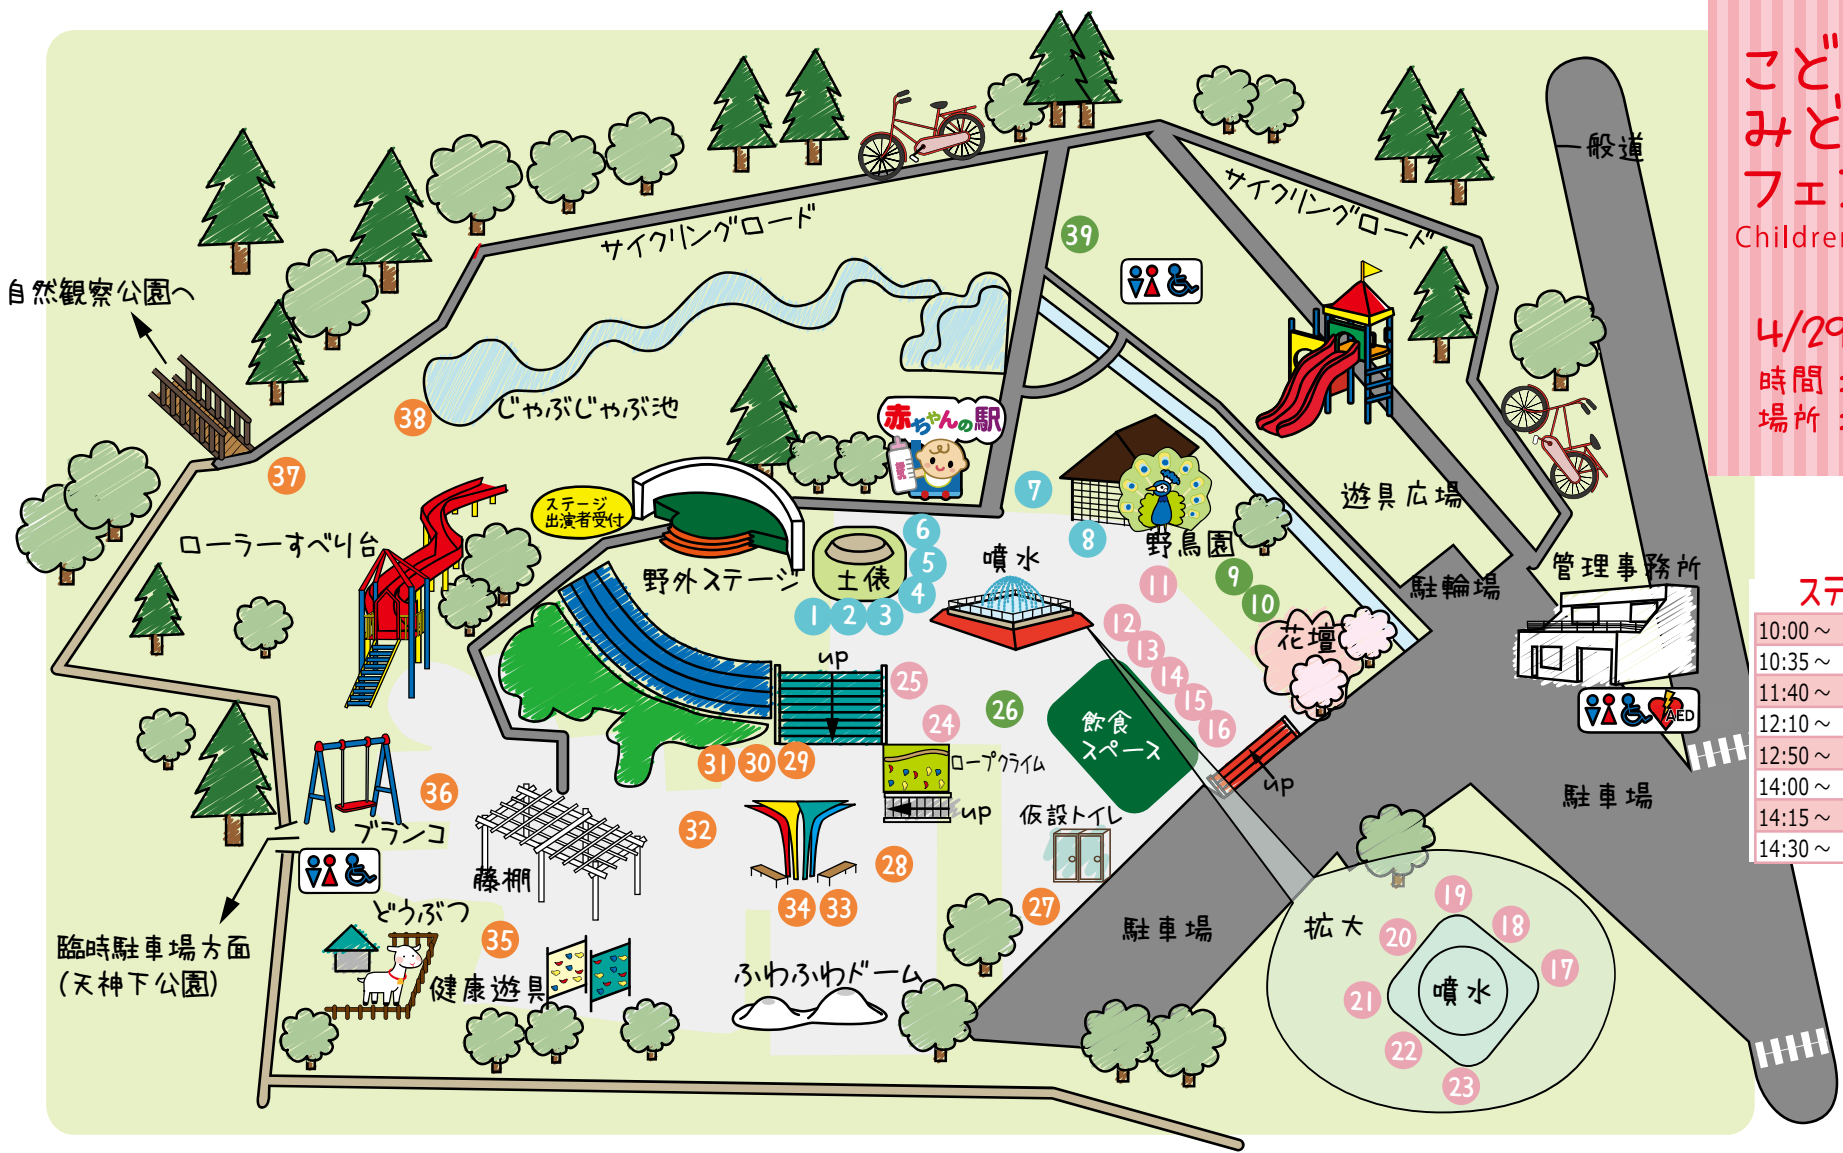 こど
みど
フェ
Childre
4/29
時間
場所
一般道
サイクリングロード
サイクリングロード
39
自然観察公園へ
じゃぶじゃぶ池
38
赤ちゃんの駅
37
7
ステージ
出演者受付
遊具広場
ローラーすべり台
6
8
野鳥園
噴水
5
野外ステージ
土俵
4
9
10
11
駐輪場
管理事務所
1
2
3
12
花壇
13
up
14
25
15
26
24
16
飲食
スペース
AED
ステ
10:00～
10:35～
11:40～
12:10～
12:50～
14:00～
14:15～
14:30～
31
30
29
ロープクライム
up
駐車場
36
up
仮設トイレ
32
ブランコ
28
藤棚
34
33
27
どうぶつ
35
駐車場
臨時駐車場方面
(天神下公園)
健康遊具
ふわふわドーム
拡大
19
18
20
17
噴水
21
22
23